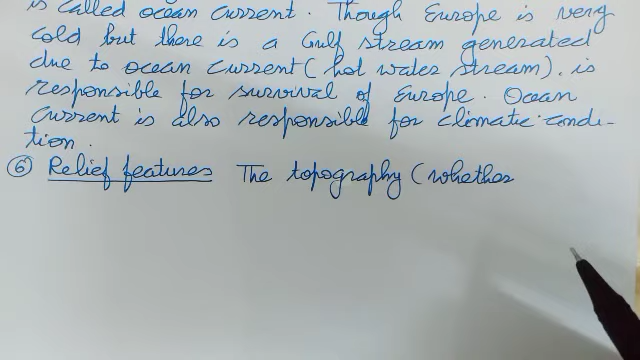 is called ocean current. Though Europe is very
cold but there is a Gulf stream generated
due to ocean current (hot water stream). is
responsible for survival of Europe. Ocean
current is also responsible for climatic condi-
tion.
⑥ Relief features The topography (whether